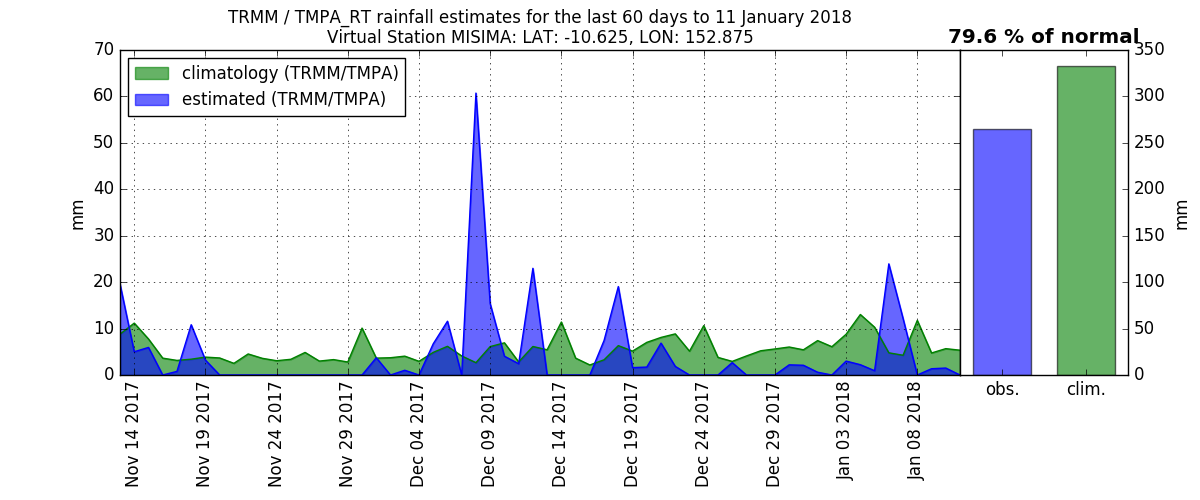 TRMM / TMPA_RT rainfall estimates for the last 60 days to 11 January 2018
Virtual Station MISIMA: LAT: -10.625, LON: 152.875
79.6 % of normal
climatology (TRMM/TMPA)
estimated (TRMM/TMPA)
mm
70
60
50
40
30
20
10
0
Nov 14 2017
Nov 19 2017
Nov 24 2017
Nov 29 2017
Dec 04 2017
Dec 09 2017
Dec 14 2017
Dec 19 2017
Dec 24 2017
Dec 29 2017
Jan 03 2018
Jan 08 2018
obs.
clim.
350
300
250
200
150
100
50
0
mm